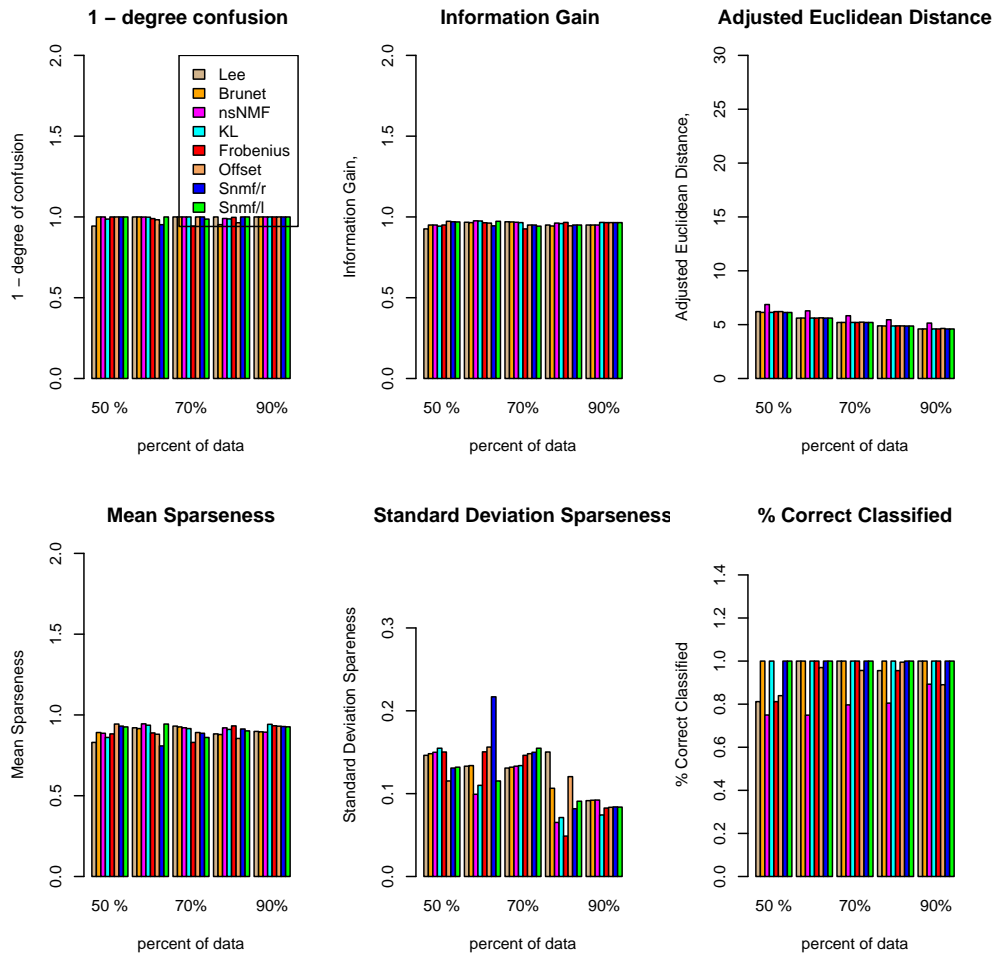 1 − degree confusion
1 − degree of confusion
2.0
1.5
1.0
0.5
0.0
Lee
Brunet
nsNMF
KL
Frobenius
Offset
Snmf/r
Snmf/l
50 % 70% 90%
percent of data
Information Gain
Information Gain,
2.0
1.5
1.0
0.5
0.0
50 % 70% 90%
percent of data
Adjusted Euclidean Distance
Adjusted Euclidean Distance,
30
25
20
15
10
5
0
50 % 70% 90%
percent of data
Mean Sparseness
Mean Sparseness
2.0
1.5
1.0
0.5
0.0
50 % 70% 90%
percent of data
Standard Deviation Sparseness
Standard Deviation Spareness
0.3
0.2
0.1
0.0
50 % 70% 90%
percent of data
% Correct Classified
% Correct Classified
1.4
1.2
1.0
0.8
0.6
0.4
0.2
0.0
50 % 70% 90%
percent of data